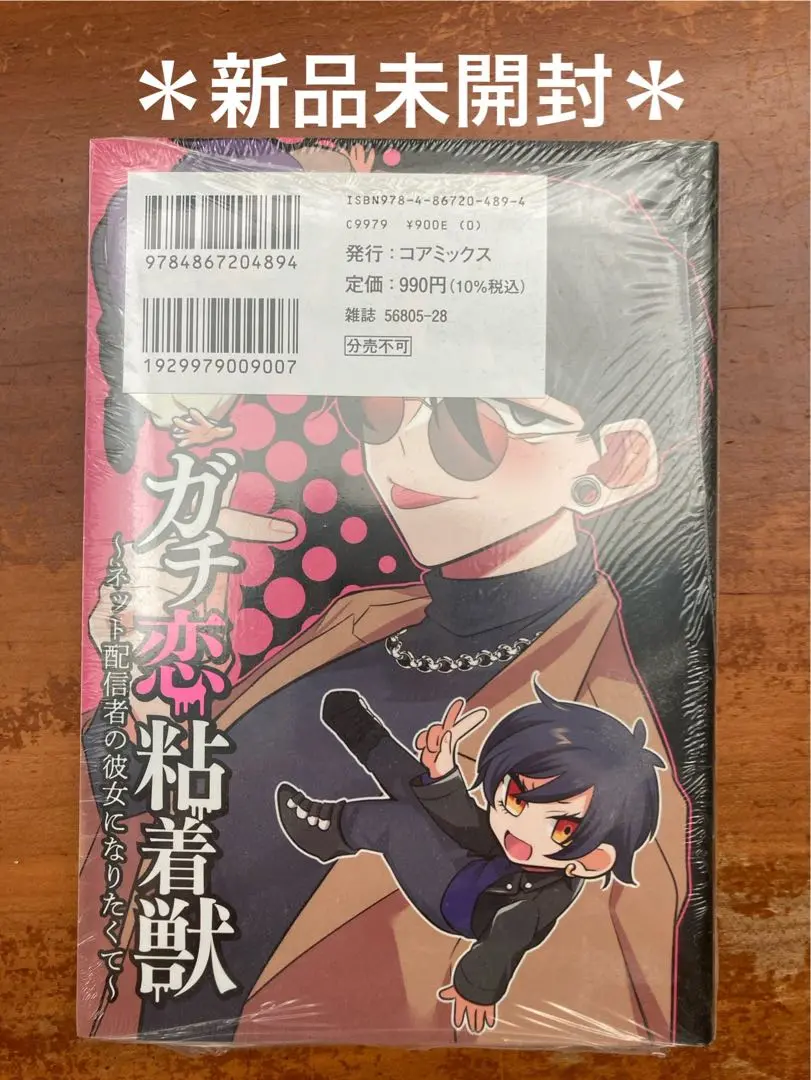 ＊新品未開封＊
ISBN978-4-86720-489-4
C9979 ¥900E (0)
発行：コアミックス
定価：990円(10%税込)
雑誌 56805-28
分売不可
9784867204894
1929979009007
ガチ恋粘着獣
～ネット配信者の彼女になりたくて～